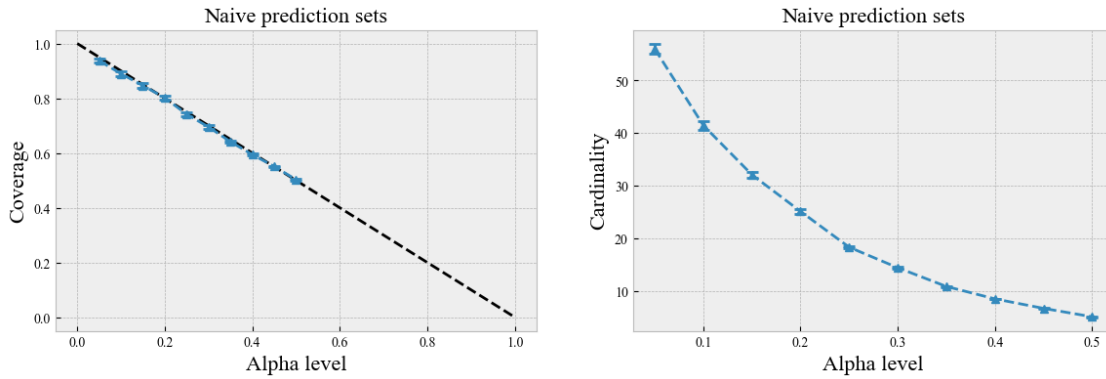 Naive prediction sets
1.0
0.8
0.6
0.4
0.2
0.0
Coverage
0.0 0.2 0.4 0.6 0.8 1.0
Alpha level
Naive prediction sets
50
40
30
20
10
Cardinality
0.1 0.2 0.3 0.4 0.5
Alpha level